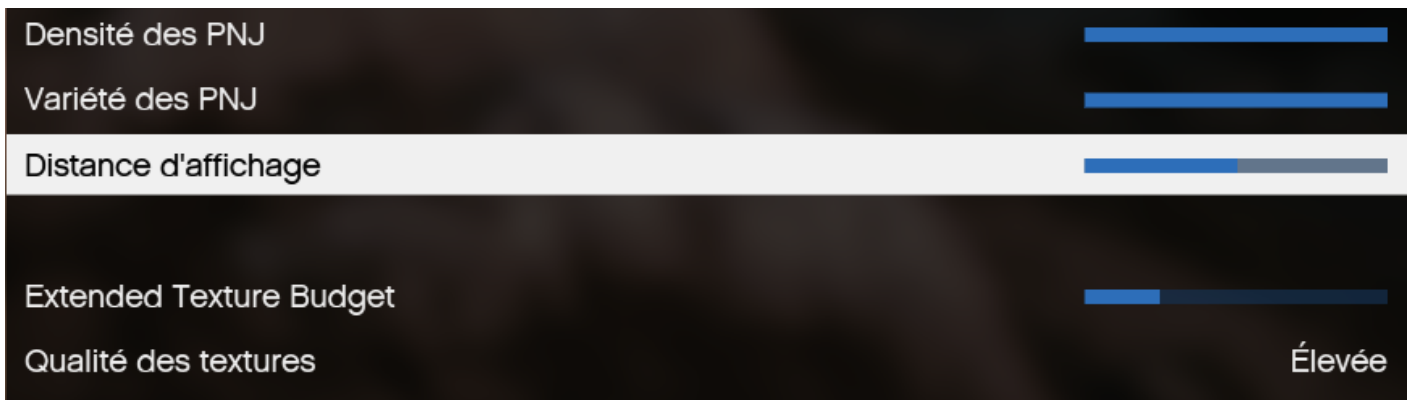 Densité des PNJ
Variété des PNJ
Distance d'affichage
Extended Texture Budget
Qualité des textures Élevée